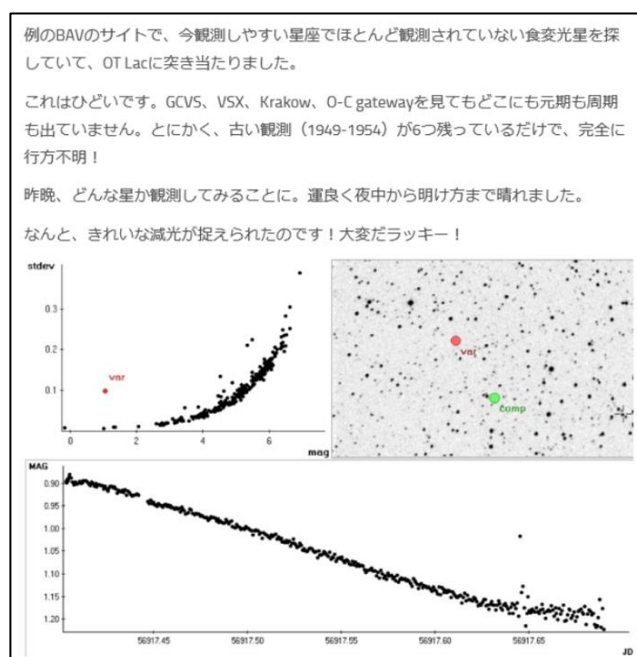 例のBAVのサイトで、今観測しやすい星座でほとんど観測されていない食変光星を探
していて、OT Lacに突き当たりました。
これはひどいです。GCVS、VSX、Krakow、O-C gatewayを見てもどこにも元期も周期
も出ていません。とにかく、古い観測（1949-1954）が6つ残っているだけで、完全に
行方不明！
昨晩、どんな星か観測してみることに。運良く夜中から明け方まで晴れました。
なんと、きれいな減光が捉えられたのです！大変だラッキー！
stdev
0.3
0.2
0.1
var
0
2
4
6
mag
var
comp
MAG
0.90
0.95
1.00
1.05
1.10
1.15
1.20
56917.45
56917.50
56917.55
56917.60
56917.65
JD